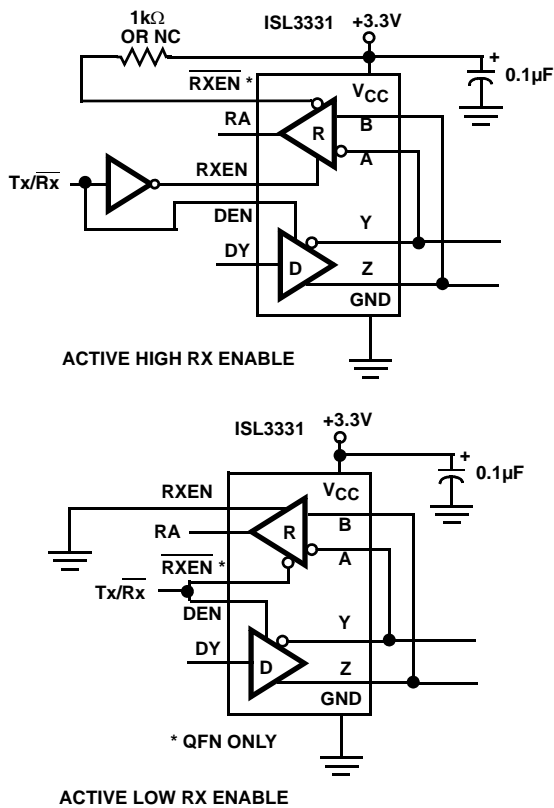 1kΩ
OR NC
ISL3331
+3.3V
+
0.1µF
RXEN *
VCC
B
RA
R
A
Tx/Rx
RXEN
DEN
Y
DY
D
Z
GND
ACTIVE HIGH RX ENABLE
ISL3331
+3.3V
+
0.1µF
RXEN
VCC
B
RA
R
A
RXEN *
Tx/Rx
DEN
Y
DY
D
Z
GND
* QFN ONLY
ACTIVE LOW RX ENABLE